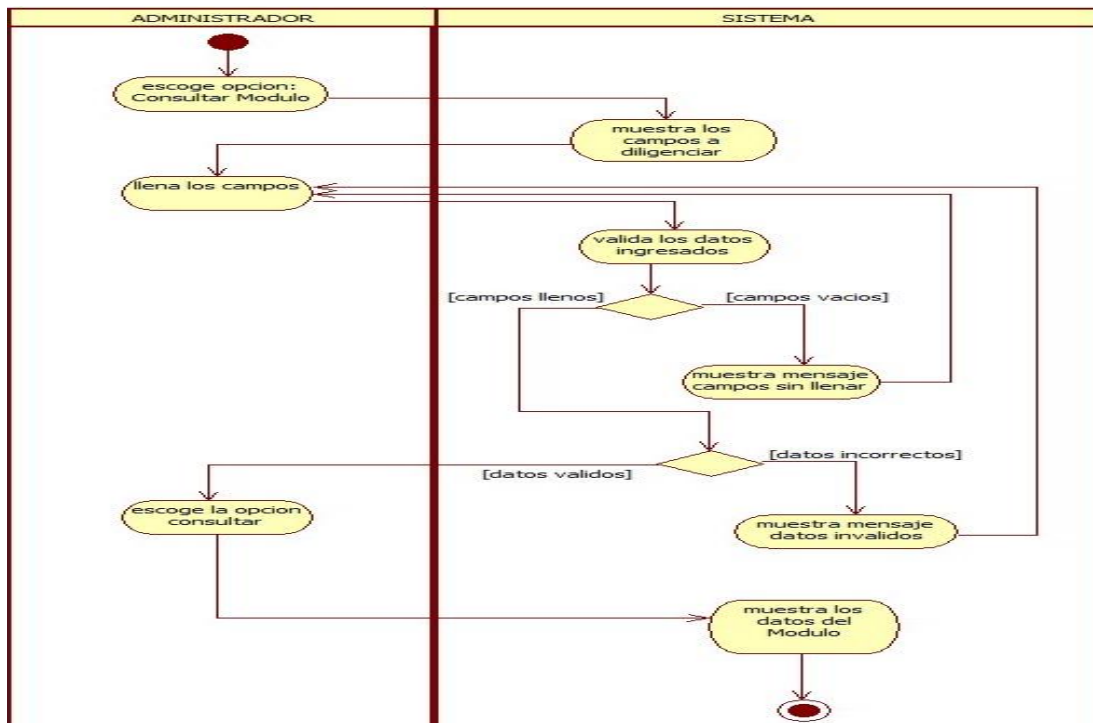 ADMINISTRADOR
SISTEMA
escoge opcion:
Consultar Modulo
muestra los
campos a
diligenciar
llena los campos
valida los datos
ingresados
[campos llenos]
[campos vacios]
muestra mensaje
campos sin llenar
[datos incorrectos]
[datos validos]
escoge la opcion
consultar
muestra mensaje
datos invalidos
muestra los
datos del
Modulo